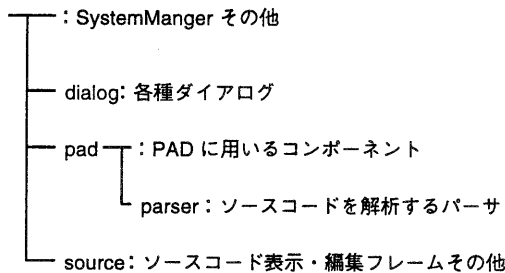 : SystemManger その他
dialog: 各種ダイアログ
pad : PAD に用いるコンポーネント
parser : ソースコードを解析するパーサ
source: ソースコード表示・編集フレームその他